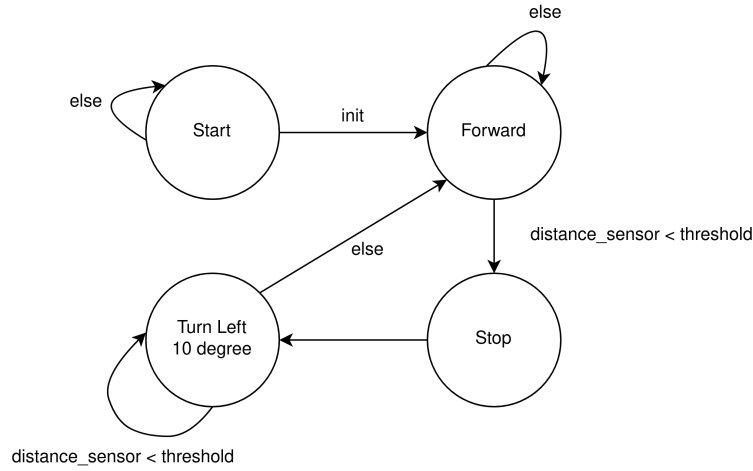 else
else
Start
init
Forward
else
distance_sensor < threshold
Turn Left
10 degree
Stop
distance_sensor < threshold